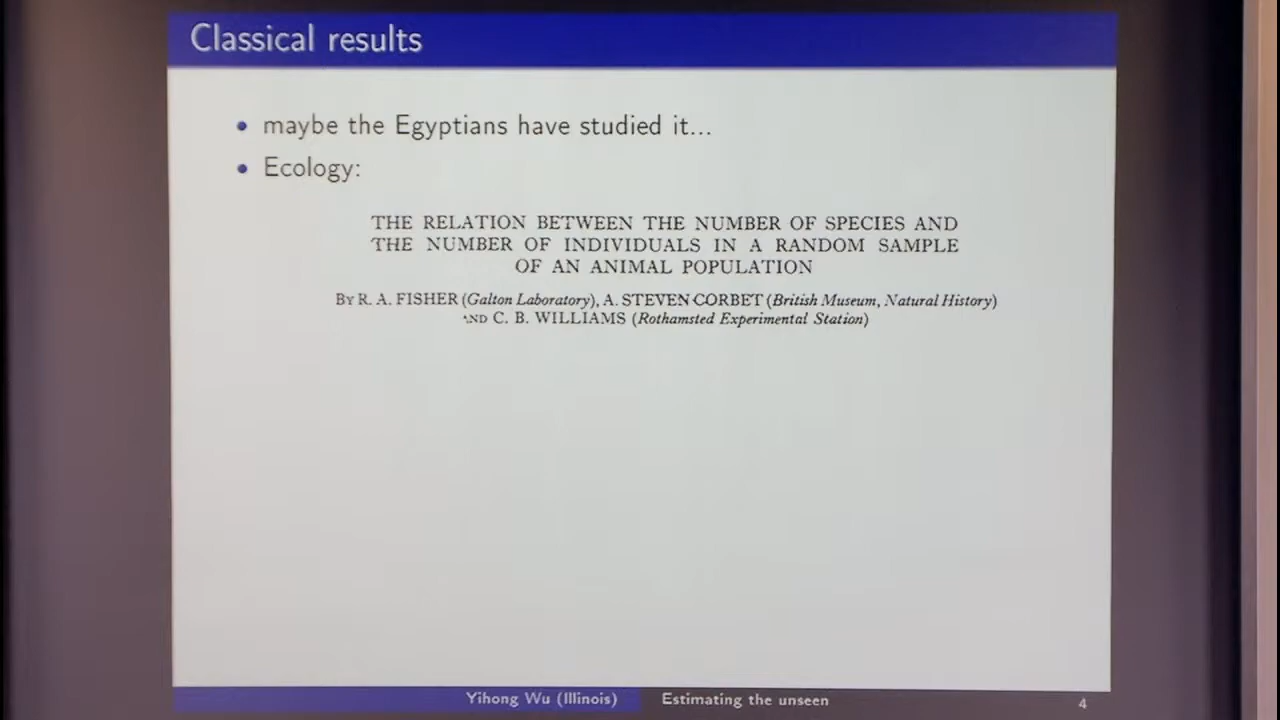 Classical results
• maybe the Egyptians have studied it...
• Ecology:
THE RELATION BETWEEN THE NUMBER OF SPECIES AND
THE NUMBER OF INDIVIDUALS IN A RANDOM SAMPLE
OF AN ANIMAL POPULATION
BY R. A. FISHER (Galton Laboratory), A. STEVEN CORBET (British Museum, Natural History)
AND C. B. WILLIAMS (Rothamsted Experimental Station)
Yihong Wu (Illinois) Estimating the unseen 4